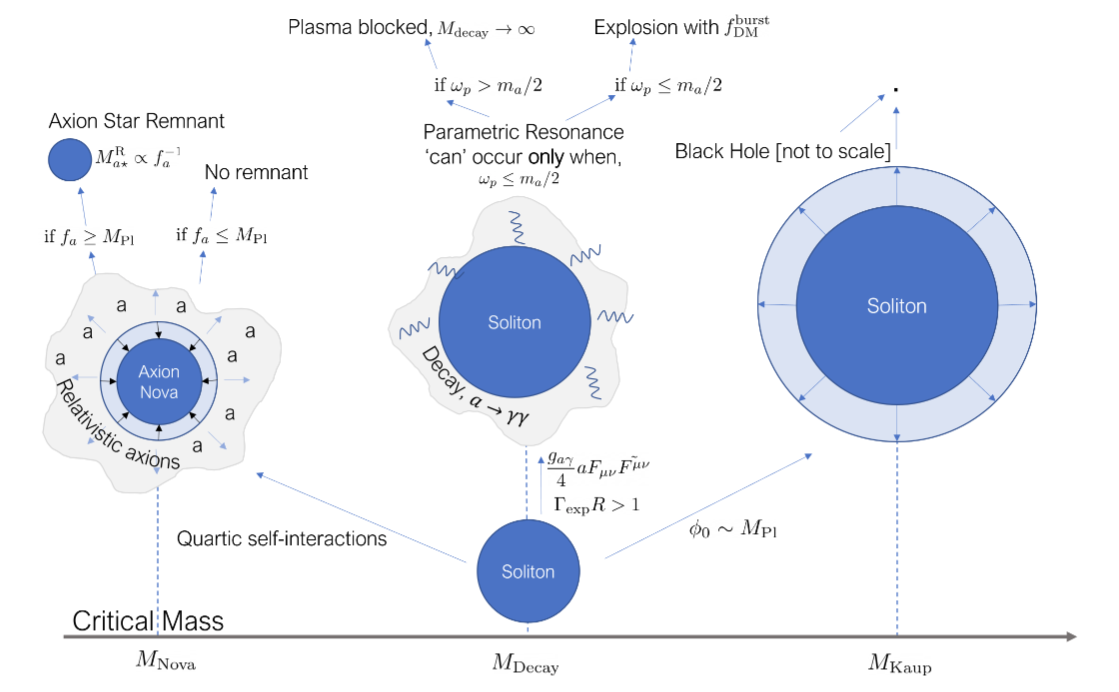 Plasma blocked, $M_{\rm decay} \to \infty$
Explosion with $f_{\rm DM}^{\rm burst}$
if $\omega_p > m_a/2$
if $\omega_p \leq m_a/2$
Axion Star Remnant
$M_{a\star}^{\rm R} \propto f_a^{-1}$
No remnant
Parametric Resonance
'can' occur only when,
$\omega_p \leq m_a/2$
Black Hole [not to scale]
if $f_a \geq M_{\rm Pl}$
if $f_a \leq M_{\rm Pl}$
a
a
a
a
a
a
a
a
Axion
Nova
Relativistic axions
Soliton
Decay, $a \to \gamma\gamma$
Soliton
$\frac{g_{a\gamma}}{4} a F_{\mu\nu} \tilde{F^{\mu\nu}}$
$\Gamma_{\rm exp} R > 1$
Quartic self-interactions
Soliton
$\phi_0 \sim M_{\rm Pl}$
Critical Mass
$M_{\rm Nova}$
$M_{\rm Decay}$
$M_{\rm Kaup}$